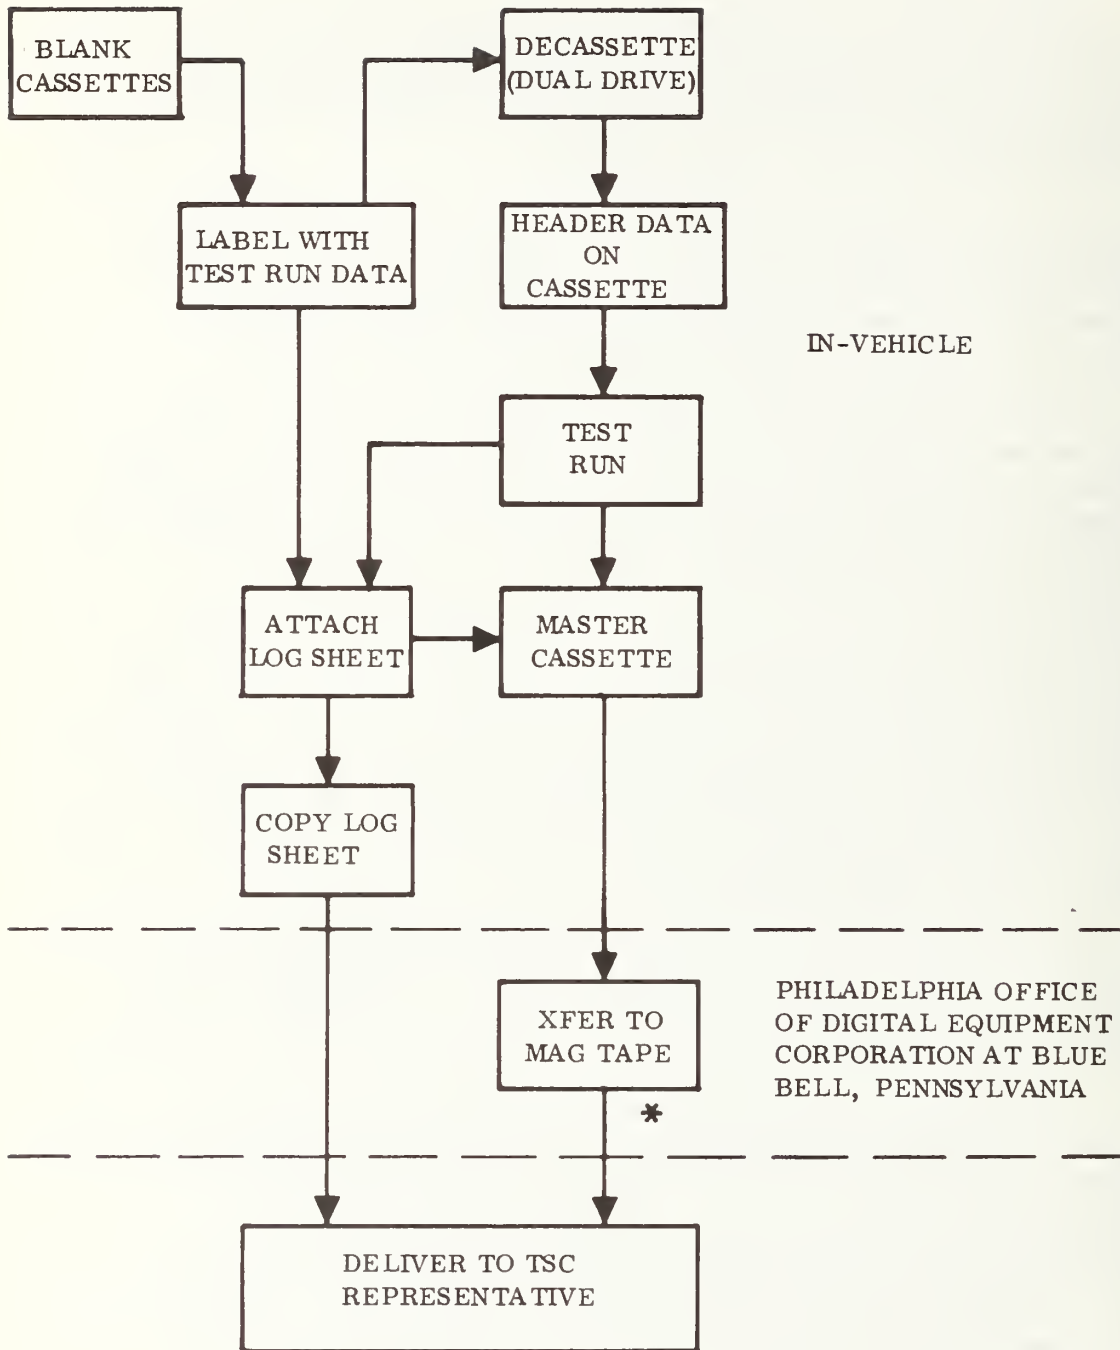 BLANK
CASSETTES
DECASSETTE
(DUAL DRIVE)
LABEL WITH
TEST RUN DATA
HEADER DATA
ON
CASSETTE
IN-VEHICLE
TEST
RUN
ATTACH
LOG SHEET
MASTER
CASSETTE
COPY LOG
SHEET
XFER TO
MAG TAPE
*
PHILADELPHIA OFFICE
OF DIGITAL EQUIPMENT
CORPORATION AT BLUE
BELL, PENNSYLVANIA
DELIVER TO TSC
REPRESENTATIVE